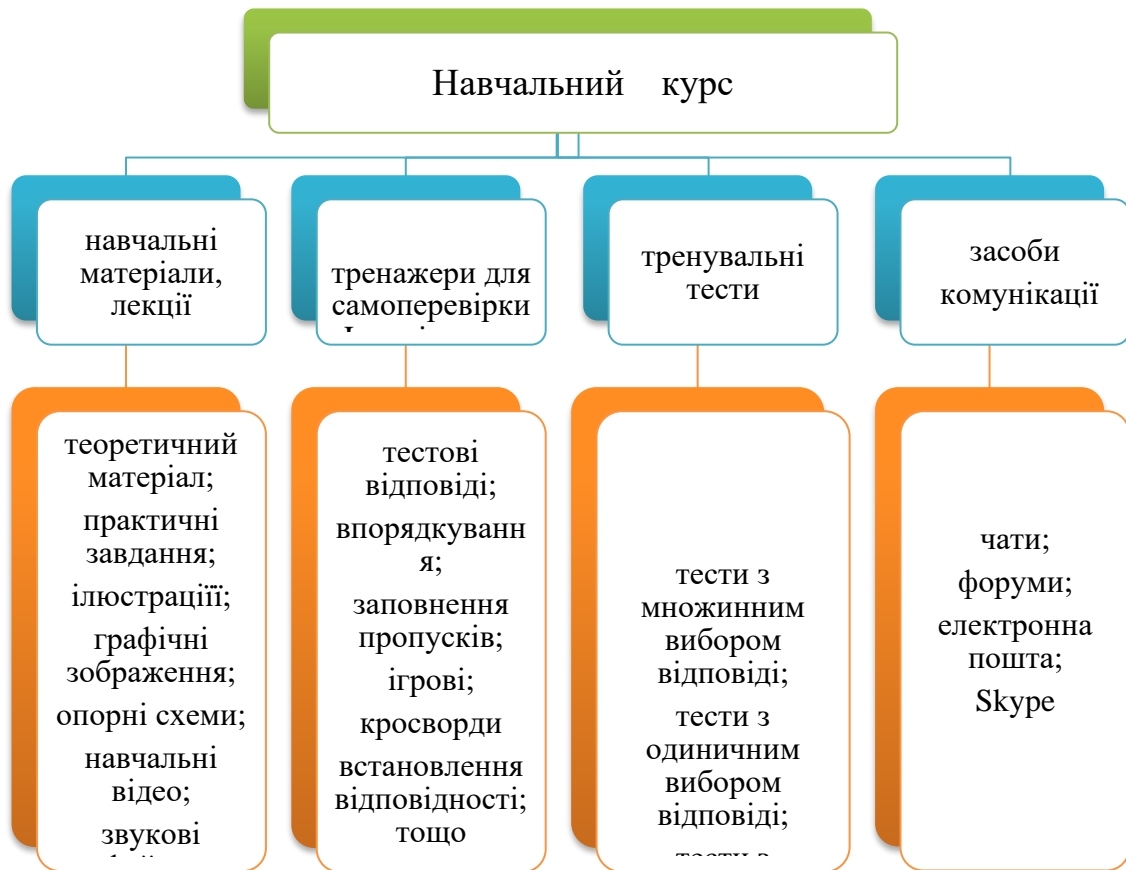 Навчальний курс
навчальні
матеріали,
лекції
тренажери для
самоперевірки
тренувальні
тести
засоби
комунікації
теоретичний
матеріал;
практичні
завдання;
ілюстраціїї;
графічні
зображення;
опорні схеми;
навчальні
відео;
звукові
тестові
відповіді;
впорядкуванн
я;
заповнення
пропусків;
ігрові;
кросворди
встановлення
відповідності;
тощо
тести з
множинним
вибором
відповіді;
тести з
одиничним
вибором
відповіді;
тести з
чати;
форуми;
електронна
пошта;
Skype